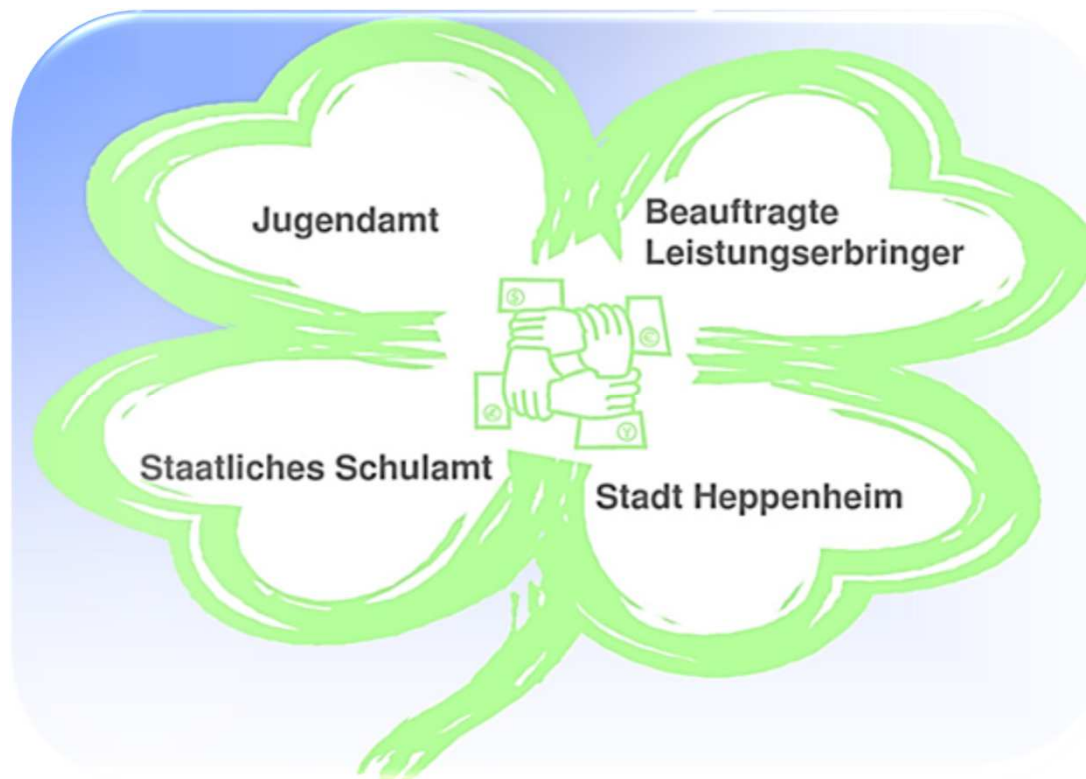 Jugendamt
Beauftragte
Leistungserbringer
Staatliches Schulamt
Stadt Heppenheim